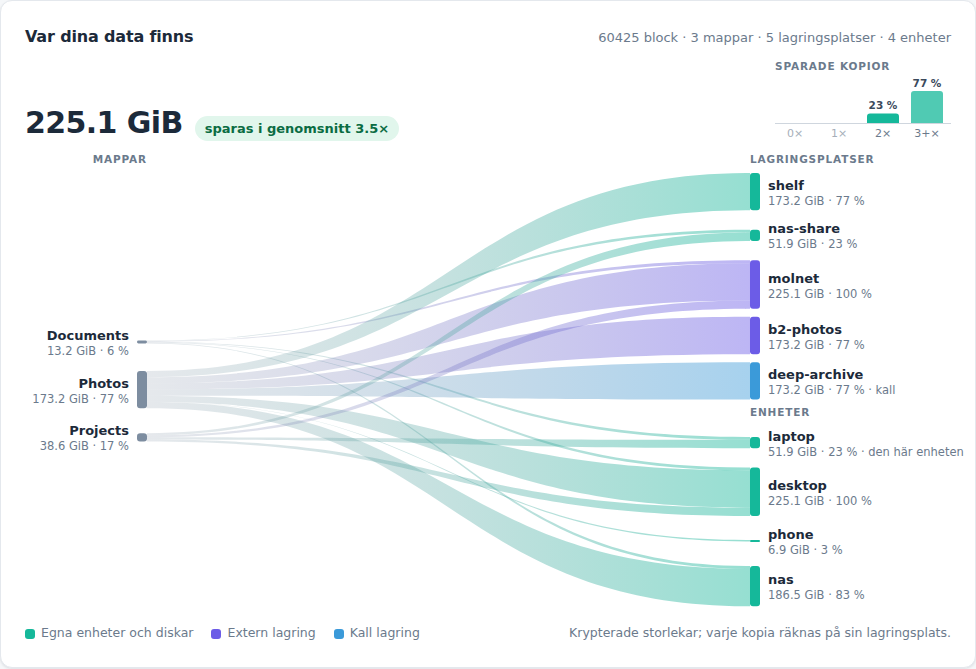 Var dina data finns
60425 block · 3 mappar · 5 lagringsplatser · 4 enheter
SPARADE KOPIOR
23 %
77 %
0×
1×
2×
3+×
225.1 GiB
sparas i genomsnitt 3.5×
MAPPAR
Documents
13.2 GiB · 6 %
Photos
173.2 GiB · 77 %
Projects
38.6 GiB · 17 %
LAGRINGSPLATSER
shelf
173.2 GiB · 77 %
nas-share
51.9 GiB · 23 %
molnet
225.1 GiB · 100 %
b2-photos
173.2 GiB · 77 %
deep-archive
173.2 GiB · 77 % · kall
ENHETER
laptop
51.9 GiB · 23 % · den här enheten
desktop
225.1 GiB · 100 %
phone
6.9 GiB · 3 %
nas
186.5 GiB · 83 %
Egna enheter och diskar
Extern lagring
Kall lagring
Krypterade storlekar; varje kopia räknas på sin lagringsplats.